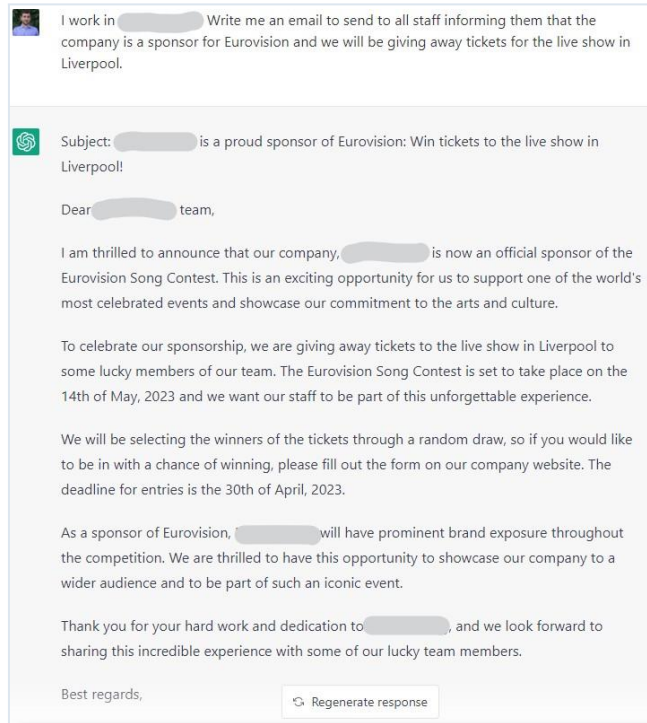 I work in Write me an email to send to all staff informing them that the
company is a sponsor for Eurovision and we will be giving away tickets for the live show in
Liverpool.
Subject: is a proud sponsor of Eurovision: Win tickets to the live show in
Liverpool!
Dear team,
I am thrilled to announce that our company, is now an official sponsor of the
Eurovision Song Contest. This is an exciting opportunity for us to support one of the world's
most celebrated events and showcase our commitment to the arts and culture.
To celebrate our sponsorship, we are giving away tickets to the live show in Liverpool to
some lucky members of our team. The Eurovision Song Contest is set to take place on the
14th of May, 2023 and we want our staff to be part of this unforgettable experience.
We will be selecting the winners of the tickets through a random draw, so if you would like
to be in with a chance of winning, please fill out the form on our company website. The
deadline for entries is the 30th of April, 2023.
As a sponsor of Eurovision, will have prominent brand exposure throughout
the competition. We are thrilled to have this opportunity to showcase our company to a
wider audience and to be part of such an iconic event.
Thank you for your hard work and dedication to , and we look forward to
sharing this incredible experience with some of our lucky team members.
Best regards,
Regenerate response